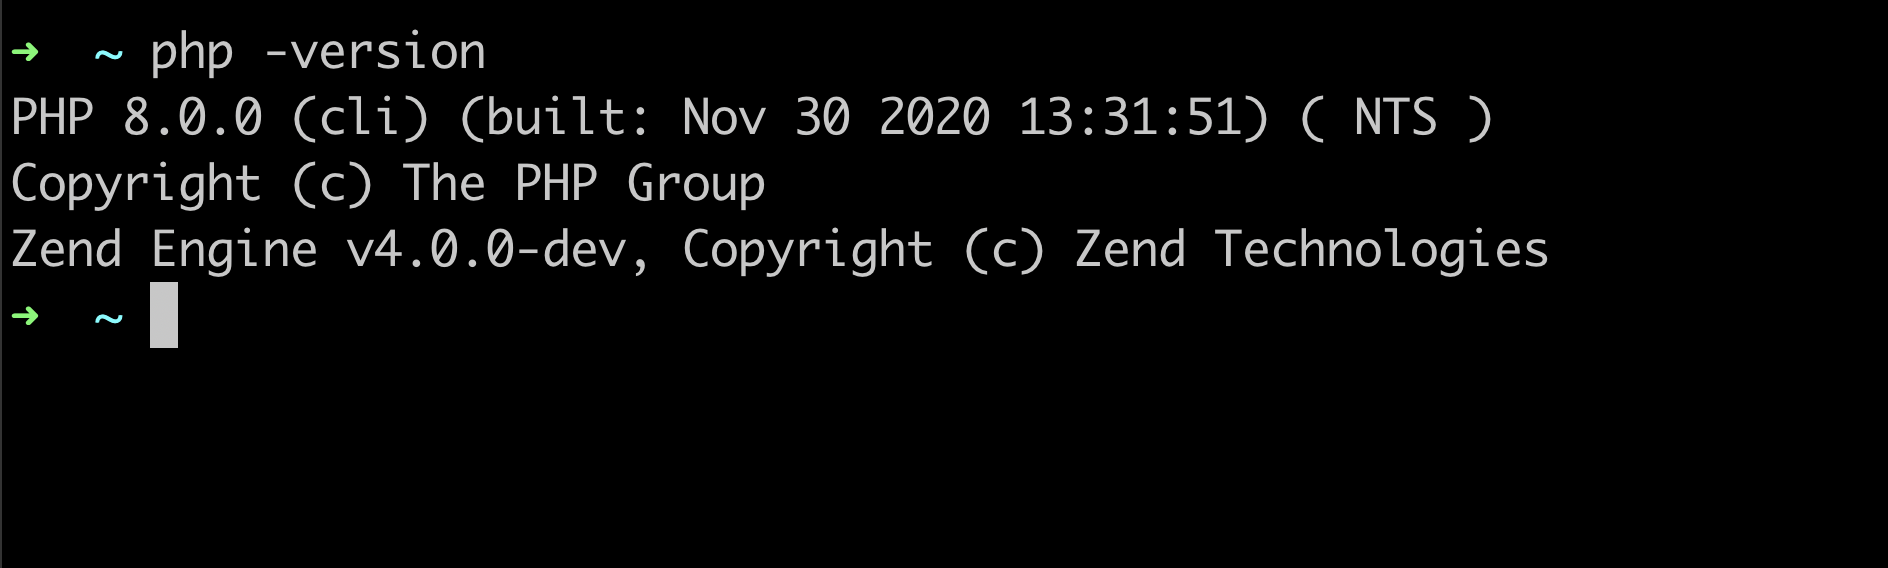 ➜  ~ php -version
PHP 8.0.0 (cli) (built: Nov 30 2020 13:31:51) ( NTS )
Copyright (c) The PHP Group
Zend Engine v4.0.0-dev, Copyright (c) Zend Technologies
➜  ~